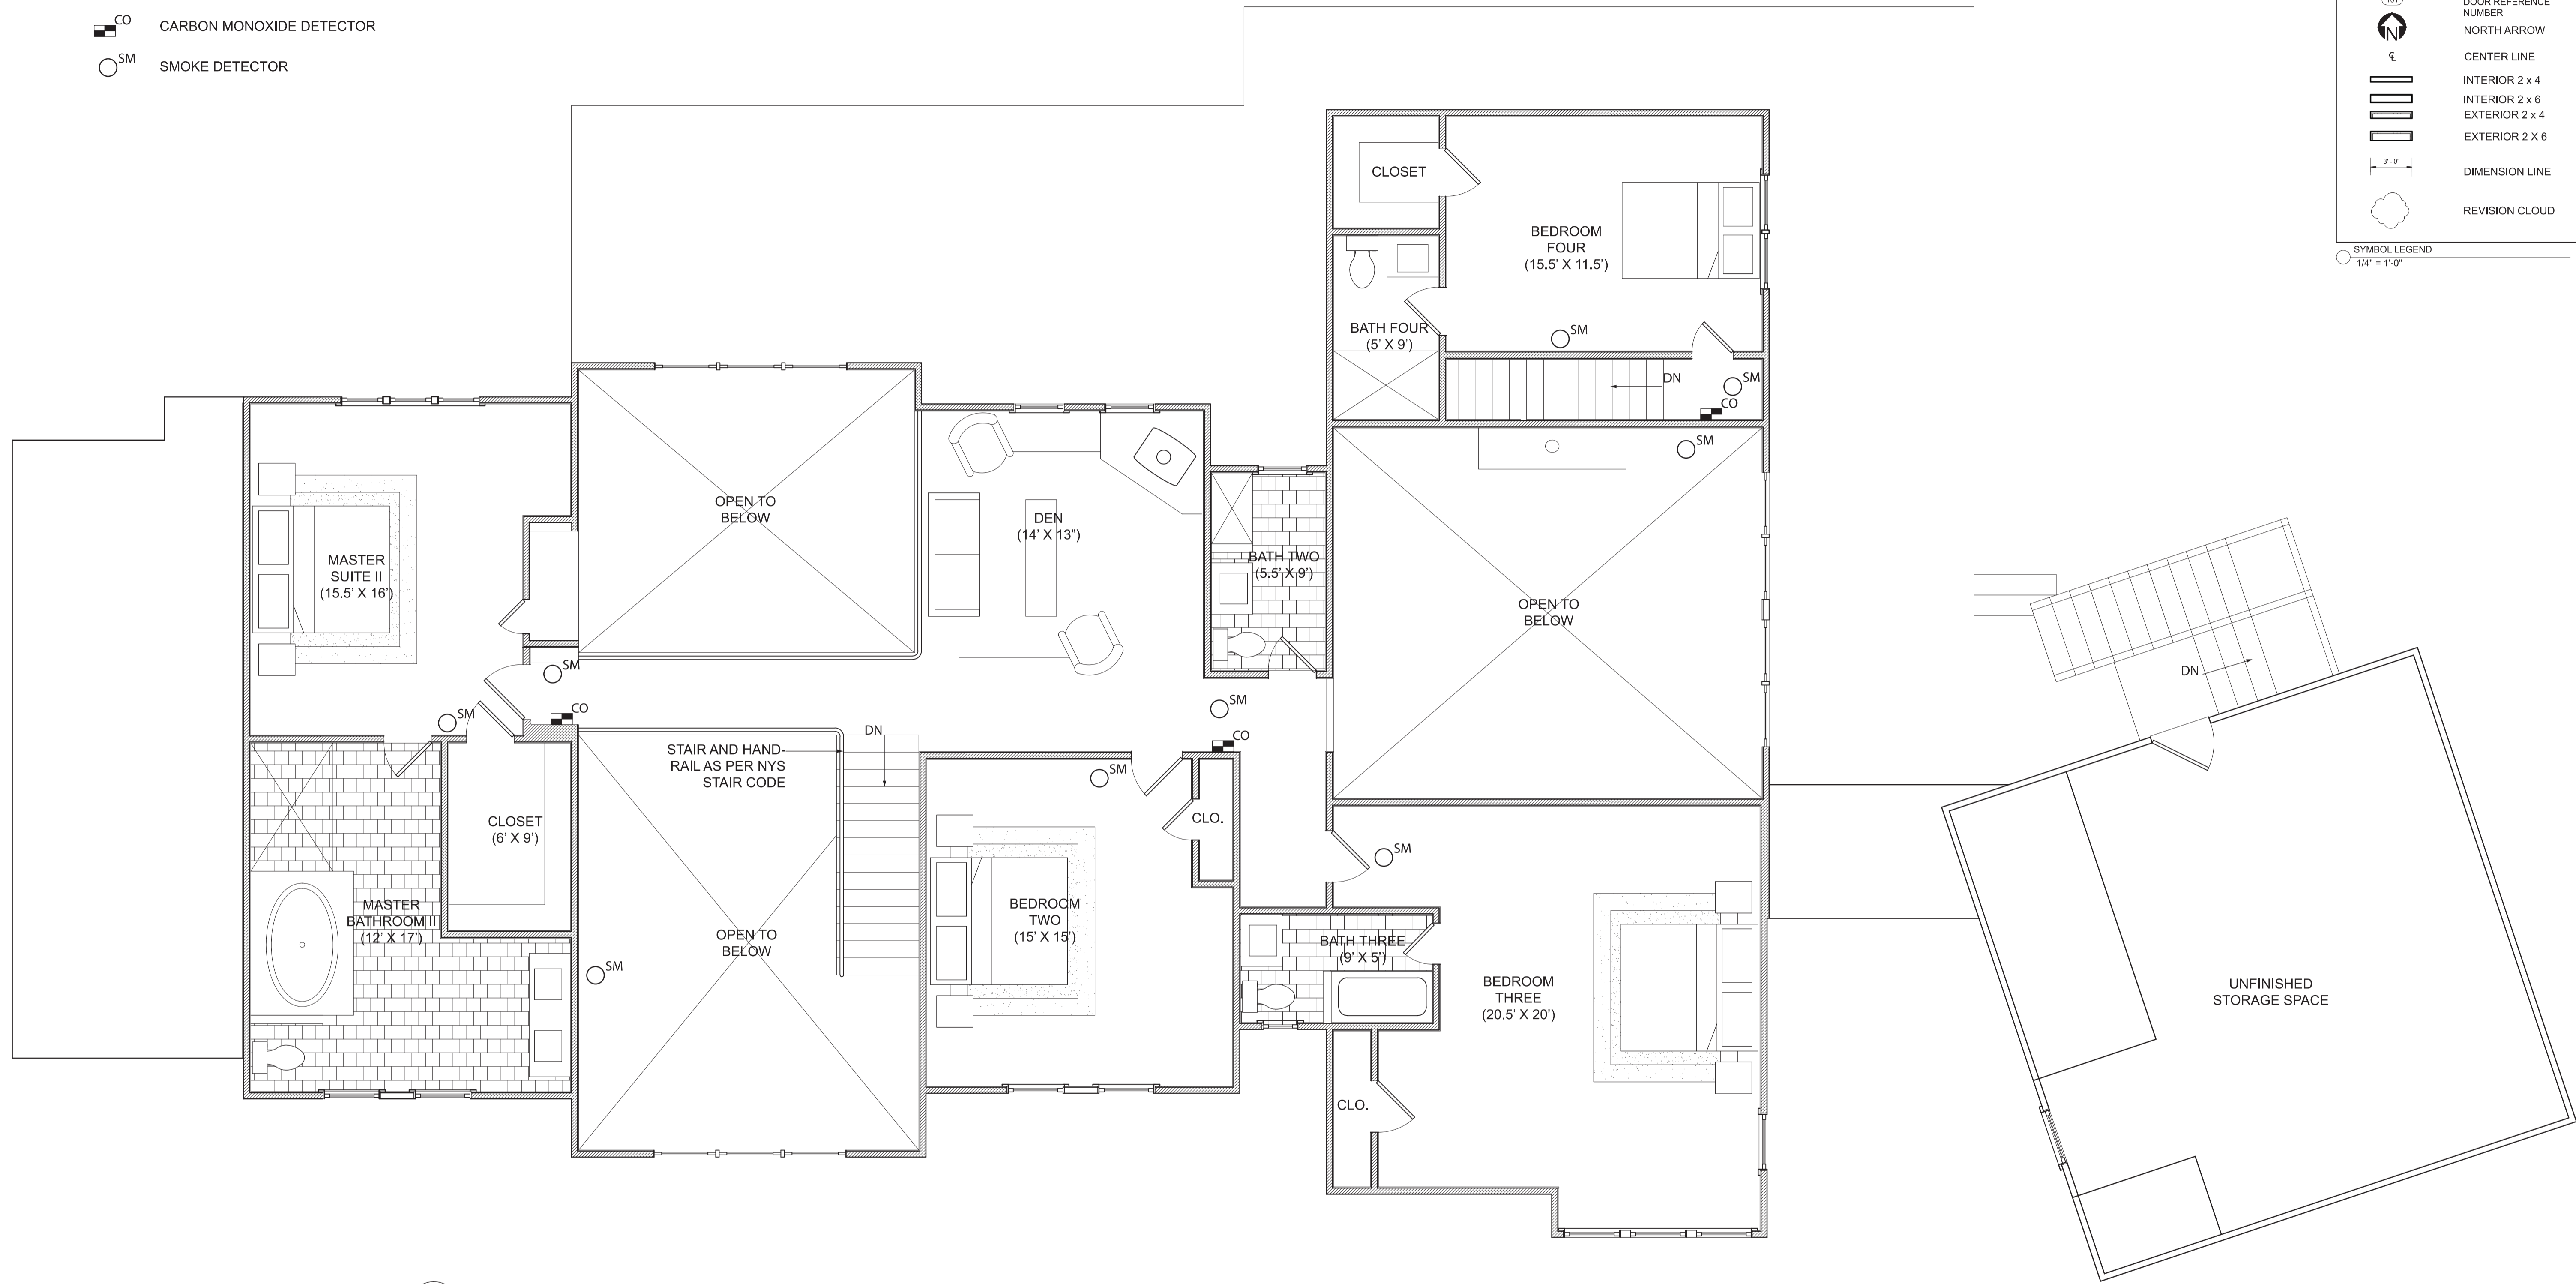 CO
CARBON MONOXIDE DETECTOR
SM
SMOKE DETECTOR
DOOR REFERENCE
NUMBER
N
NORTH ARROW
℄
CENTER LINE
INTERIOR 2 x 4
INTERIOR 2 x 6
EXTERIOR 2 x 4
EXTERIOR 2 X 6
3' - 0"
DIMENSION LINE
REVISION CLOUD
SYMBOL LEGEND
1/4" = 1'-0"
CLOSET
BEDROOM
FOUR
(15.5' X 11.5')
BATH FOUR
(5' X 9')
SM
DN
SM
CO
SM
OPEN TO
BELOW
DEN
(14' X 13")
MASTER
SUITE II
(15.5' X 16')
BATH TWO
(5.5' X 9')
OPEN TO
BELOW
SM
SM
CO
SM
CO
DN
STAIR AND HAND-
RAIL AS PER NYS
STAIR CODE
DN
SM
CLO.
CLOSET
(6' X 9')
SM
MASTER
BATHROOM II
(12' X 17')
OPEN TO
BELOW
SM
BEDROOM
TWO
(15' X 15')
BATH THREE
(9' X 5')
BEDROOM
THREE
(20.5' X 20')
CLO.
UNFINISHED
STORAGE SPACE